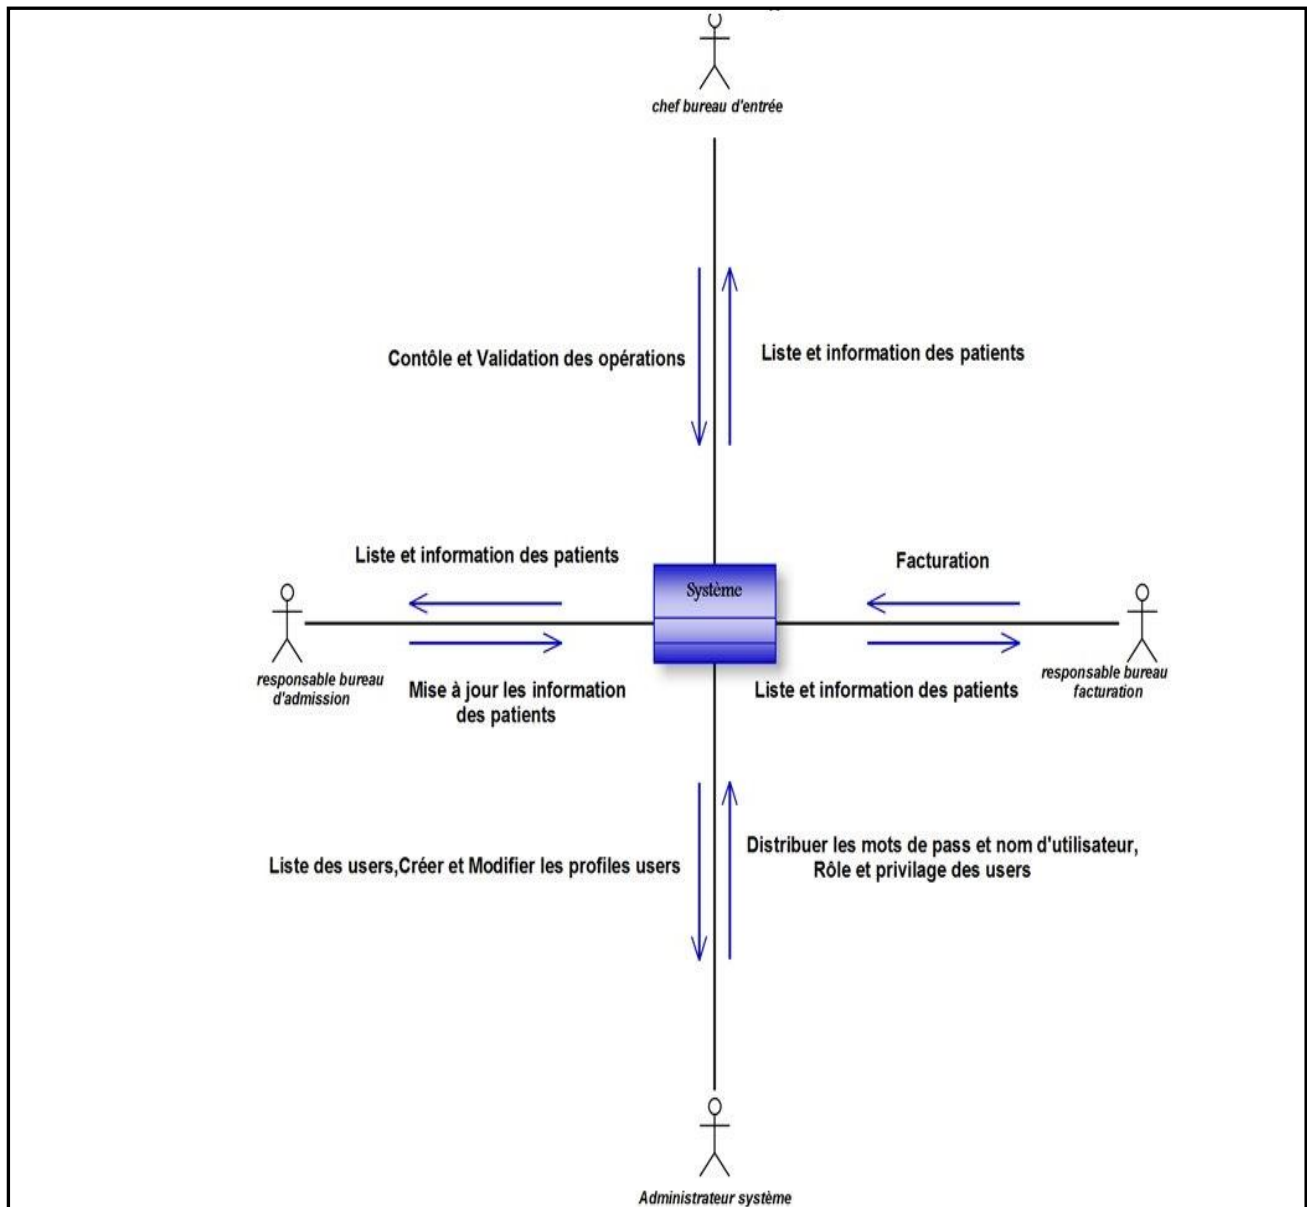 chef bureau d'entrée
Contôle et Validation des opérations
Liste et information des patients
Liste et information des patients
Facturation
Système
responsable bureau
d'admission
Mise à jour les information
des patients
Liste et information des patients
responsable bureau
facturation
Liste des users,Créer et Modifier les profiles users
Distribuer les mots de pass et nom d'utilisateur,
Rôle et privilage des users
Administrateur système